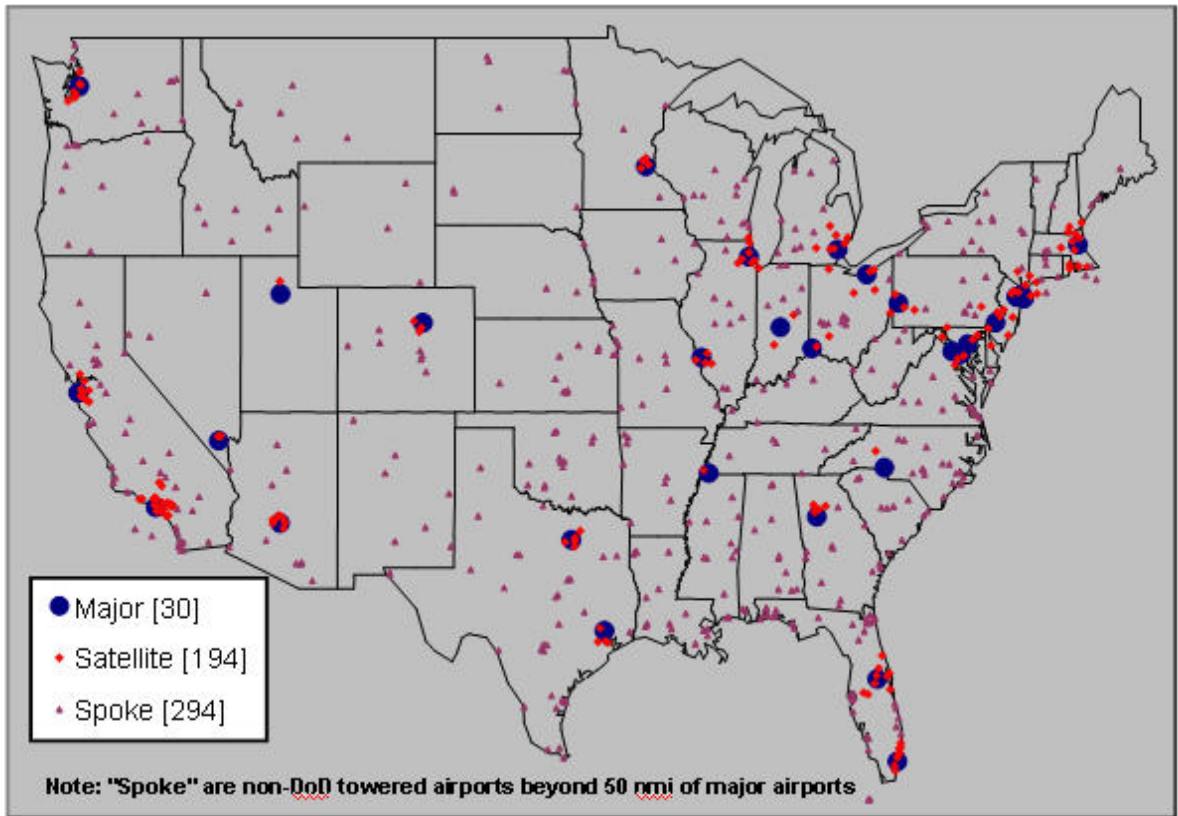 Major [30]
Satellite [194]
Spoke [294]
Note: "Spoke" are non-DoD towered airports beyond 50 nmi of major airports